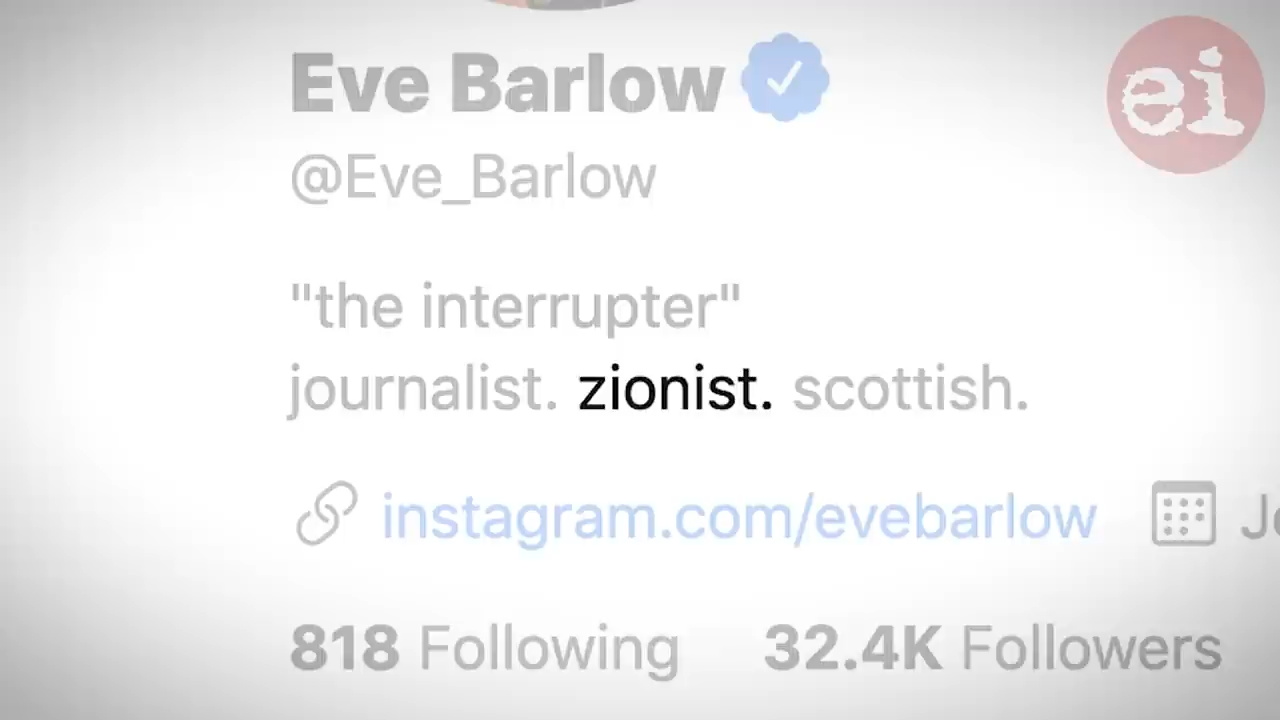 Eve Barlow
ei
@Eve_Barlow
"the interrupter"
journalist. zionist. scottish.
instagram.com/evebarlow
818 Following 32.4K Followers